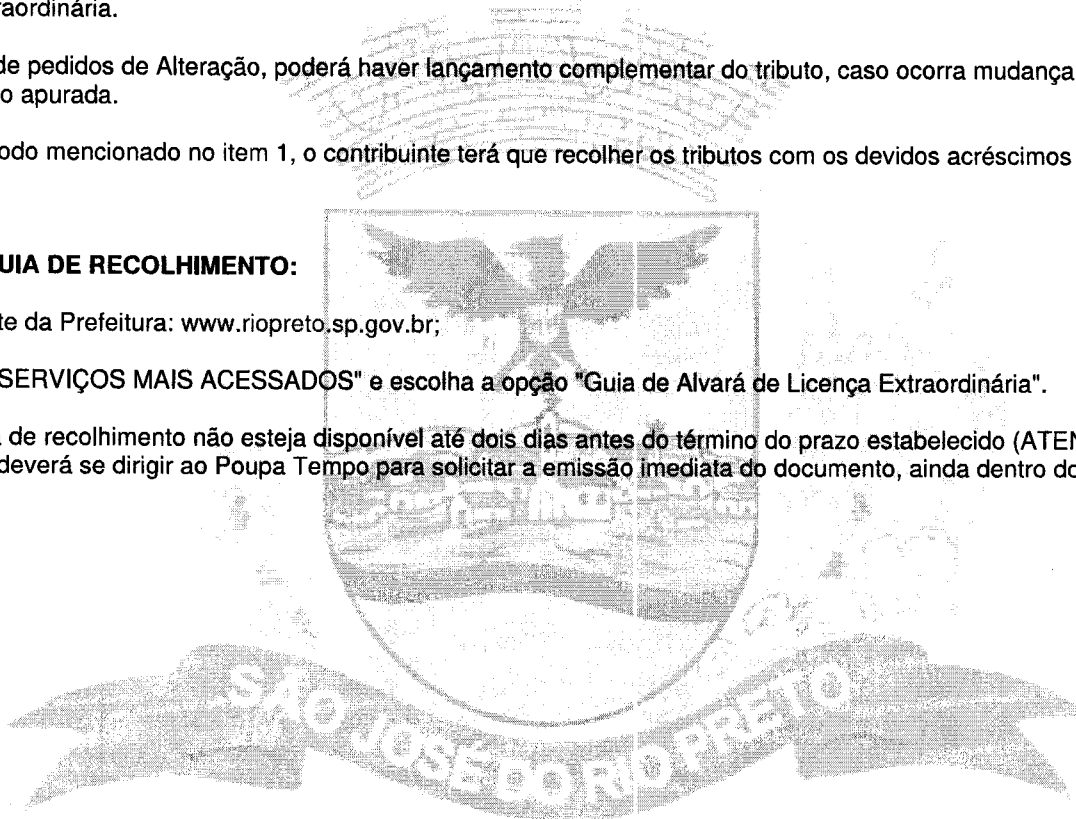 raordinária.
de pedidos de Alteração, poderá haver lançamento complementar do tributo, caso ocorra mudança
o apurada.
odo mencionado no item 1, o contribuinte terá que recolher os tributos com os devidos acréscimos
UIA DE RECOLHIMENTO:
te da Prefeitura: www.riopreto.sp.gov.br;
SERVIÇOS MAIS ACESSADOS" e escolha a opção "Guia de Alvará de Licença Extraordinária".
de recolhimento não esteja disponível até dois dias antes do término do prazo estabelecido (ATEN
deverá se dirigir ao Poupa Tempo para solicitar a emissão imediata do documento, ainda dentro do
SÃO JOSÉ DO RIO PRETO